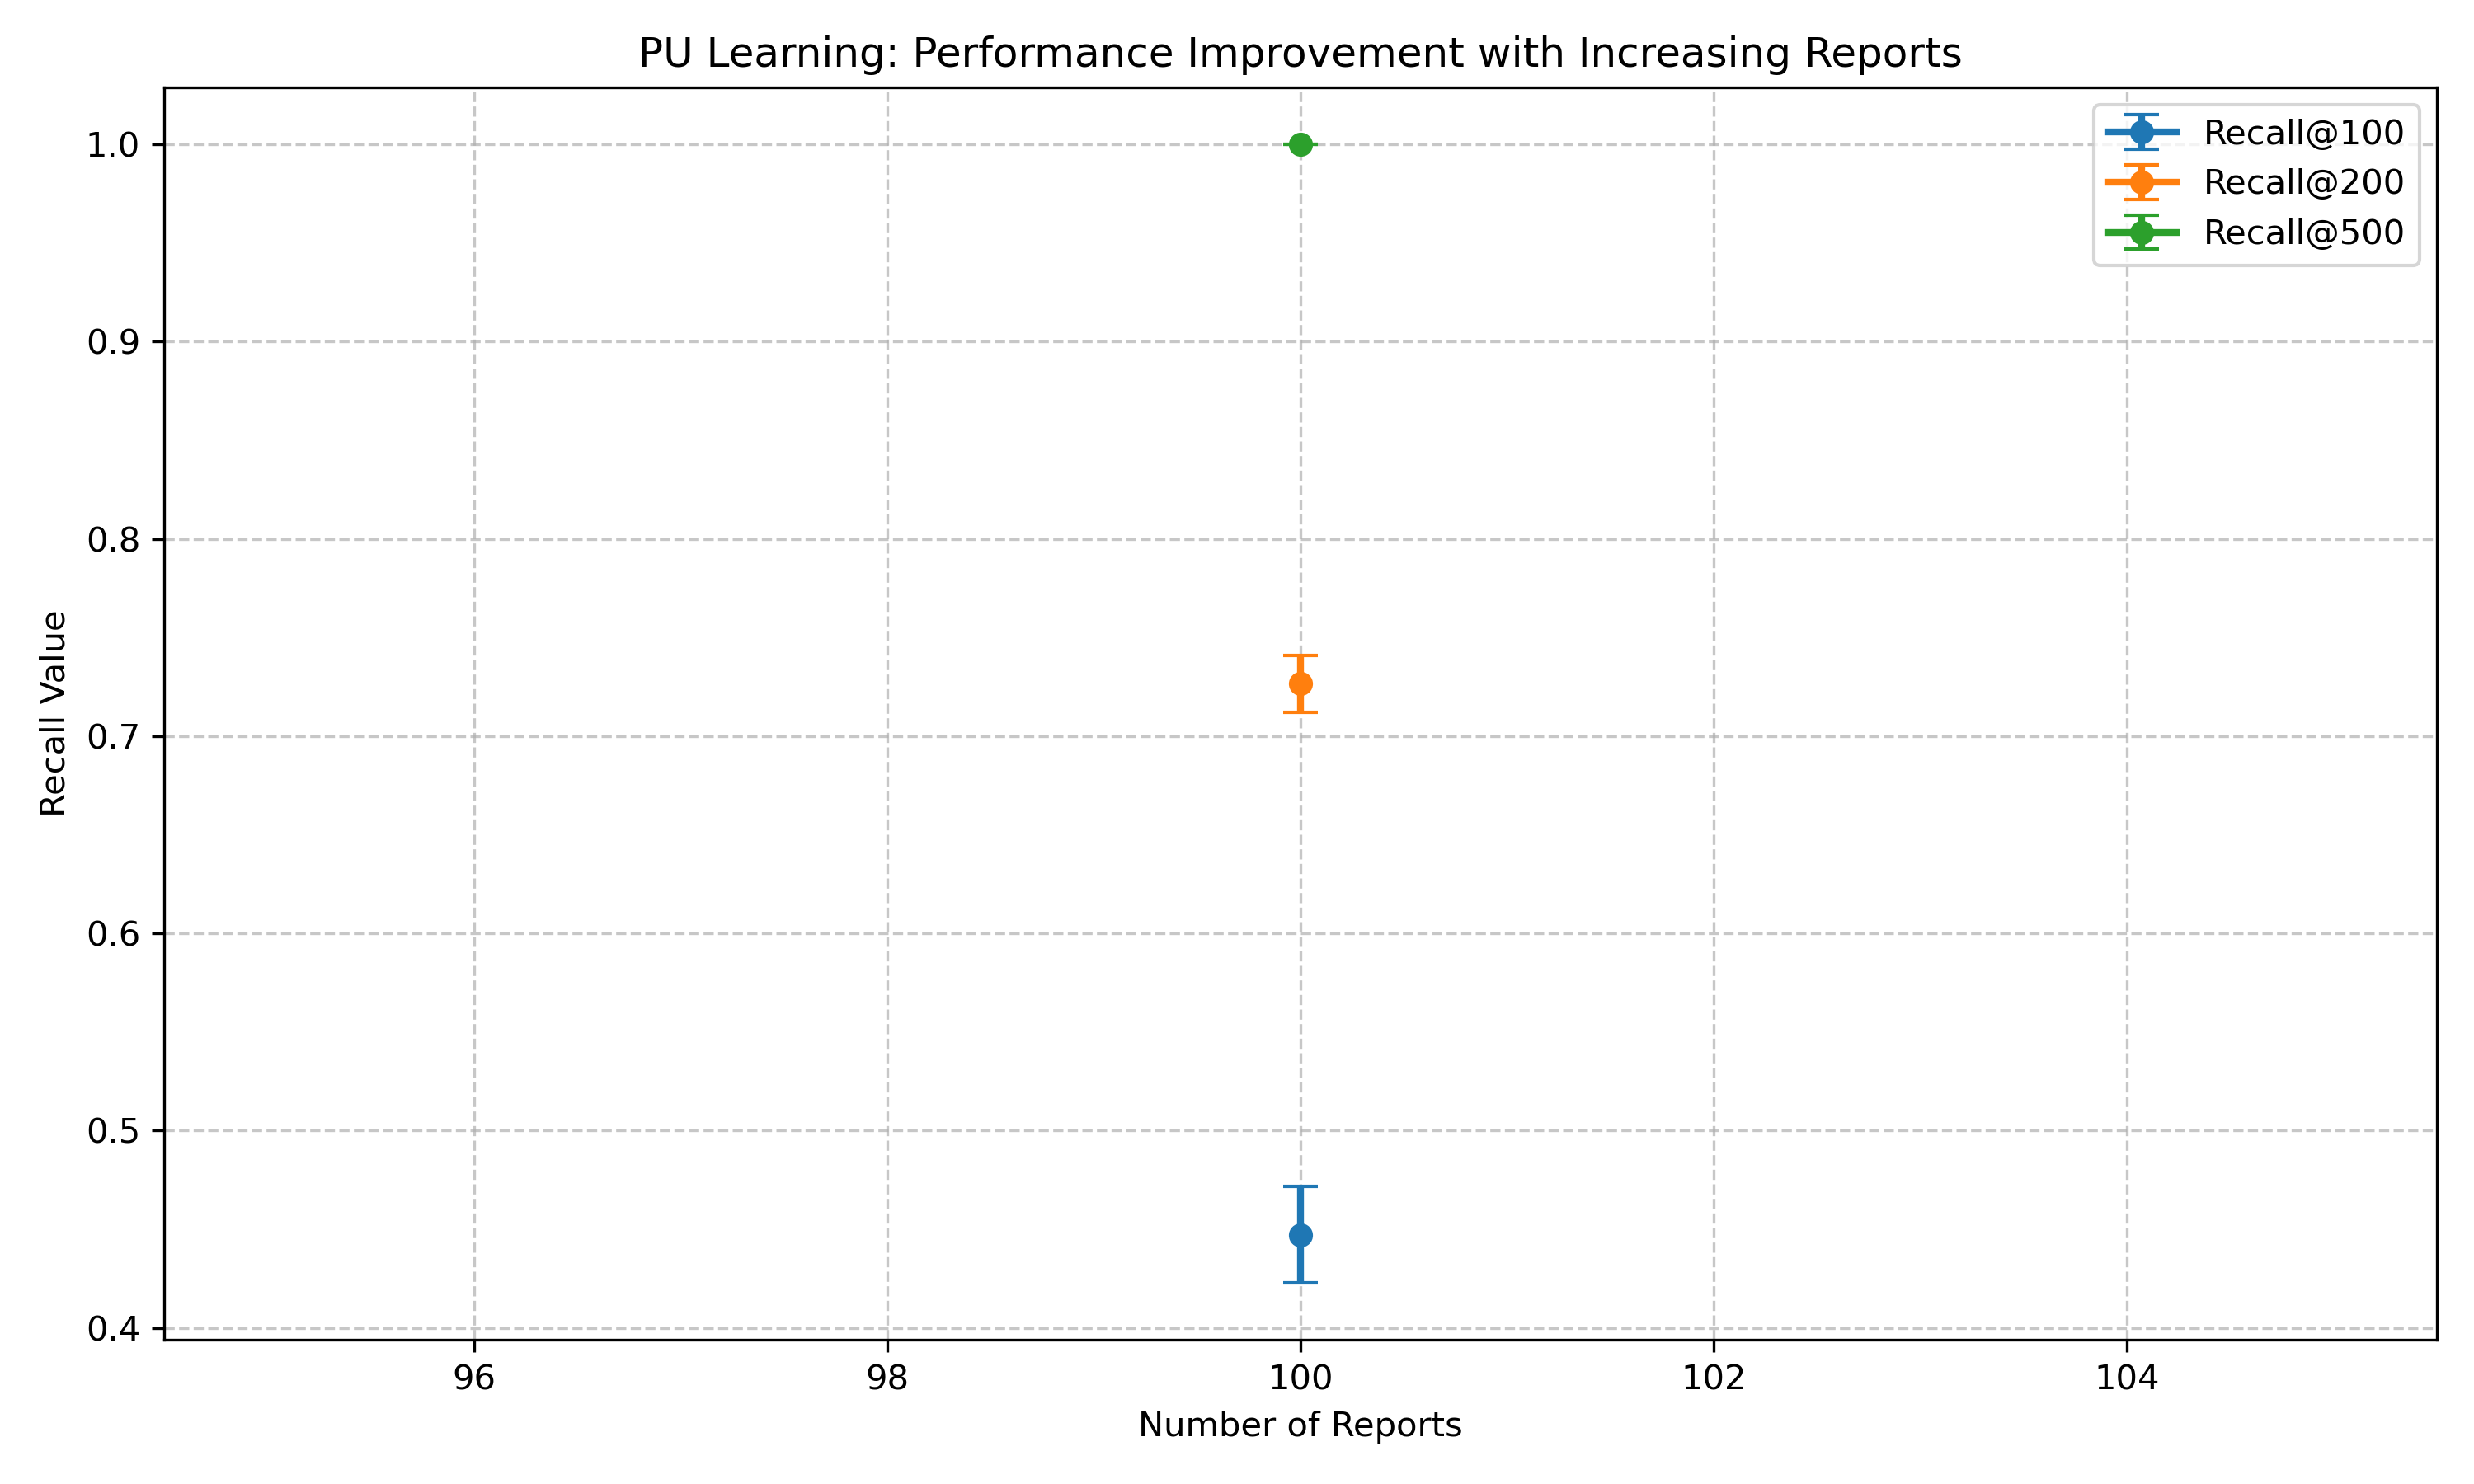 PU Learning: Performance Improvement with Increasing Reports
Recall@100
Recall@200
Recall@500
1.0
0.9
0.8
0.7
0.6
0.5
0.4
Recall Value
96 98 100 102 104
Number of Reports